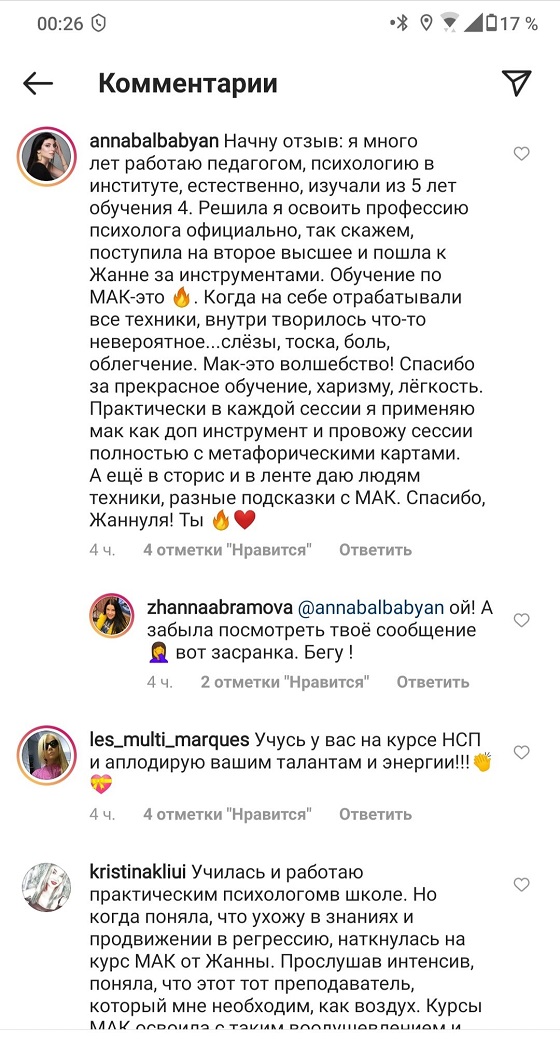 00:26 17 %
Комментарии
annabalbabyan Начну отзыв: я много
лет работаю педагогом, психологию в
институте, естественно, изучали из 5 лет
обучения 4. Решила я освоить профессию
психолога официально, так скажем,
поступила на второе высшее и пошла к
Жанне за инструментами. Обучение по
МАК-это 🔥. Когда на себе отрабатывали
все техники, внутри творилось что-то
невероятное...слёзы, тоска, боль,
облегчение. Мак-это волшебство! Спасибо
за прекрасное обучение, харизму, лёгкость.
Практически в каждой сессии я применяю
мак как доп инструмент и провожу сессии
полностью с метафорическими картами.
А ещё в сторис и в ленте даю людям
техники, разные подсказки с МАК. Спасибо,
Жаннуля! Ты 🔥❤️
4 ч. 4 отметки "Нравится" Ответить
zhannaabramova @annabalbabyan ой! А
забыла посмотреть твоё сообщение
🤦‍♀️ вот засранка. Бегу !
4 ч. 2 отметки "Нравится" Ответить
les_multi_marques Учусь у вас на курсе НСП
и аплодирую вашим талантам и энергии!!!👏
💝
4 ч. 4 отметки "Нравится" Ответить
kristinakliui Училась и работаю
практическим психологомв школе. Но
когда поняла, что ухожу в знаниях и
продвижении в регрессию, наткнулась на
курс МАК от Жанны. Прослушав интенсив,
поняла, что этот тот преподаватель,
который мне необходим, как воздух. Курсы
МАК освоила с таким воодушевлением и